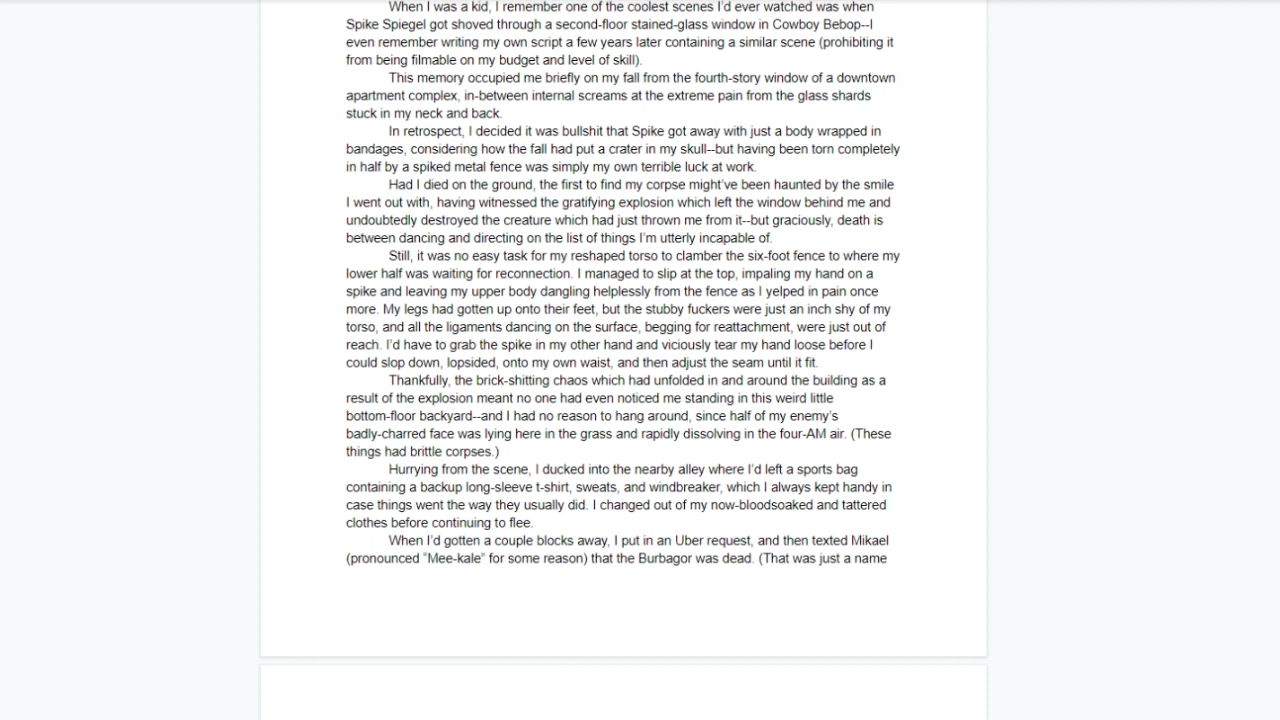 When I was a kid, I remember one of the coolest scenes I'd ever watched was when
Spike Spiegel got shoved through a second-floor stained-glass window in Cowboy Bebop--I
even remember writing my own script a few years later containing a similar scene (prohibiting it
from being filmable on my budget and level of skill).
This memory occupied me briefly on my fall from the fourth-story window of a downtown
apartment complex, in-between internal screams at the extreme pain from the glass shards
stuck in my neck and back.
In retrospect, I decided it was bullshit that Spike got away with just a body wrapped in
bandages, considering how the fall had put a crater in my skull--but having been torn completely
in half by a spiked metal fence was simply my own terrible luck at work.
Had I died on the ground, the first to find my corpse might've been haunted by the smile
I went out with, having witnessed the gratifying explosion which left the window behind me and
undoubtedly destroyed the creature which had just thrown me from it--but graciously, death is
between dancing and directing on the list of things I'm utterly incapable of.
Still, it was no easy task for my reshaped torso to clamber the six-foot fence to where my
lower half was waiting for reconnection. I managed to slip at the top, impaling my hand on a
spike and leaving my upper body dangling helplessly from the fence as I yelped in pain once
more. My legs had gotten up onto their feet, but the stubby fuckers were just an inch shy of my
torso, and all the ligaments dancing on the surface, begging for reattachment, were just out of
reach. I'd have to grab the spike in my other hand and viciously tear my hand loose before I
could slop down, lopsided, onto my own waist, and then adjust the seam until it fit.
Thankfully, the brick-shitting chaos which had unfolded in and around the building as a
result of the explosion meant no one had even noticed me standing in this weird little
bottom-floor backyard--and I had no reason to hang around, since half of my enemy's
badly-charred face was lying here in the grass and rapidly dissolving in the four-AM air. (These
things had brittle corpses.)
Hurrying from the scene, I ducked into the nearby alley where I'd left a sports bag
containing a backup long-sleeve t-shirt, sweats, and windbreaker, which I always kept handy in
case things went the way they usually did. I changed out of my now-bloodsoaked and tattered
clothes before continuing to flee.
When I'd gotten a couple blocks away, I put in an Uber request, and then texted Mikael
(pronounced "Mee-kale" for some reason) that the Burbagor was dead. (That was just a name